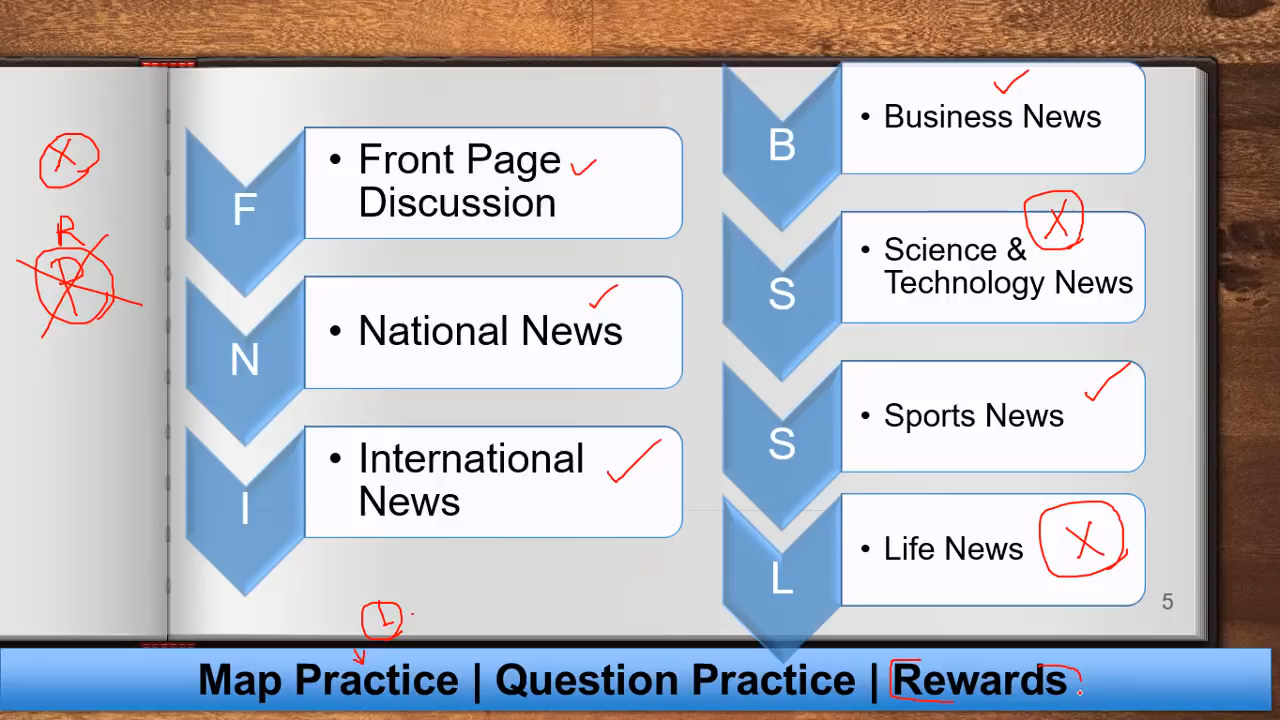 F
• Front Page
Discussion
N
• National News
I
• International
News
B
• Business News
S
• Science &
Technology News
S
• Sports News
L
• Life News
X
R
X
X
5
Map Practice | Question Practice | Rewards